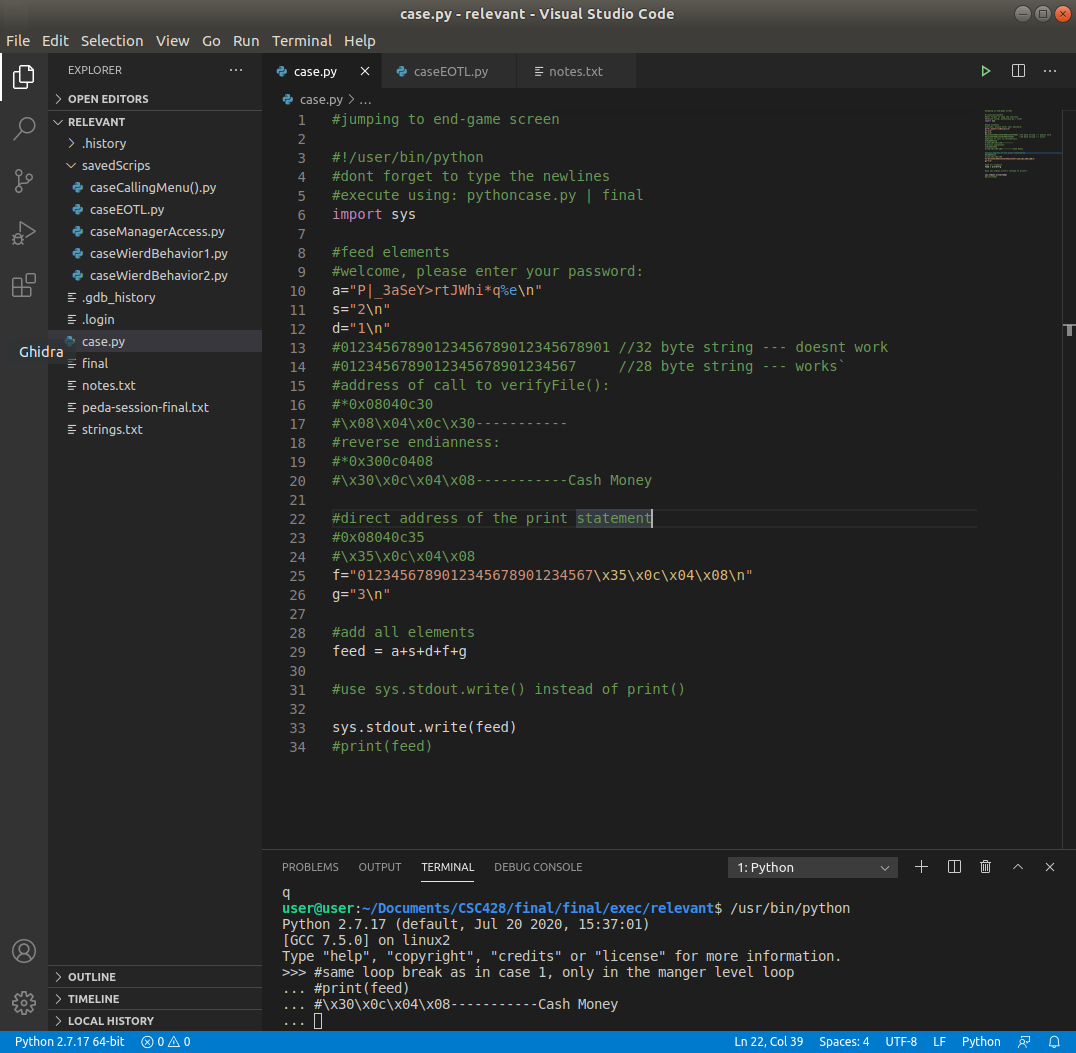 case.py - relevant - Visual Studio Code
File Edit Selection View Go Run Terminal Help
EXPLORER
OPEN EDITORS
RELEVANT
.history
savedScrips
caseCallingMenu().py
caseEOTL.py
caseManagerAccess.py
caseWierdBehavior1.py
caseWierdBehavior2.py
.gdb_history
.login
case.py
Ghidra
final
notes.txt
peda-session-final.txt
strings.txt
OUTLINE
TIMELINE
LOCAL HISTORY
case.py caseEOTL.py notes.txt
case.py > ...
1 #jumping to end-game screen
2
3 #!/user/bin/python
4 #dont forget to type the newlines
5 #execute using: pythoncase.py | final
6 import sys
7
8 #feed elements
9 #welcome, please enter your password:
10 a="P|_3aSeY>rtJWhi*q%e\n"
11 s="2\n"
12 d="1\n"
13 #01234567890123456789012345678901 //32 byte string --- doesnt work
14 #0123456789012345678901234567     //28 byte string --- works`
15 #address of call to verifyFile():
16 #*0x08040c30
17 #\x08\x04\x0c\x30-----------
18 #reverse endianness:
19 #*0x300c0408
20 #\x30\x0c\x04\x08-----------Cash Money
21
22 #direct address of the print statement
23 #0x08040c35
24 #\x35\x0c\x04\x08
25 f="0123456789012345678901234567\x35\x0c\x04\x08\n"
26 g="3\n"
27
28 #add all elements
29 feed = a+s+d+f+g
30
31 #use sys.stdout.write() instead of print()
32
33 sys.stdout.write(feed)
34 #print(feed)
PROBLEMS OUTPUT TERMINAL DEBUG CONSOLE 1: Python
q
user@user:~/Documents/CSC428/final/final/exec/relevant$ /usr/bin/python
Python 2.7.17 (default, Jul 20 2020, 15:37:01)
[GCC 7.5.0] on linux2
Type "help", "copyright", "credits" or "license" for more information.
>>> #same loop break as in case 1, only in the manger level loop
... #print(feed)
... #\x30\x0c\x04\x08-----------Cash Money
...
Python 2.7.17 64-bit 0 0 Ln 22, Col 39 Spaces: 4 UTF-8 LF Python